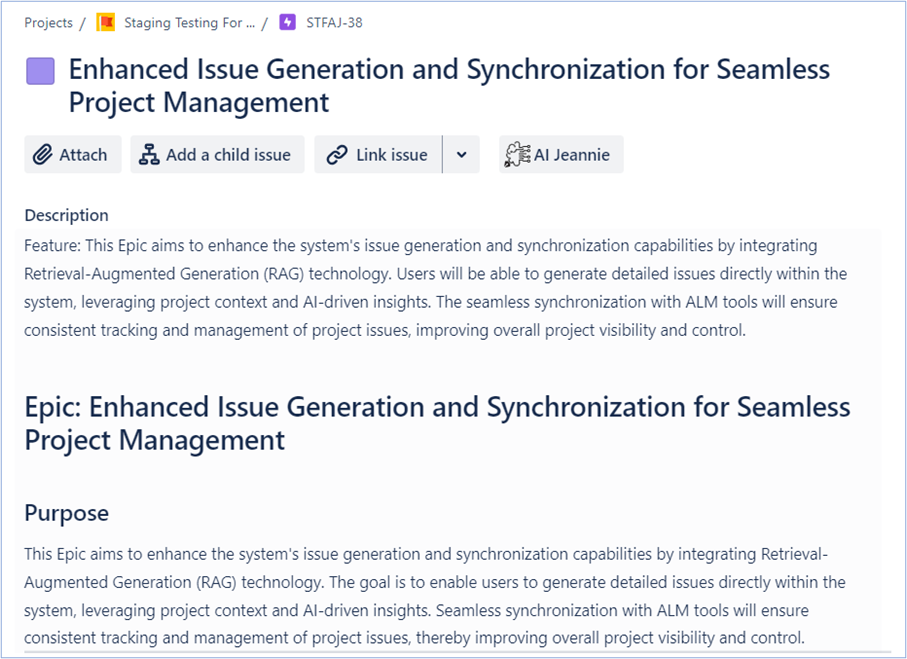 Projects / Staging Testing For ... / STFAJ-38
Enhanced Issue Generation and Synchronization for Seamless
Project Management
Attach Add a child issue Link issue AI Jeannie
Description
Feature: This Epic aims to enhance the system's issue generation and synchronization capabilities by integrating
Retrieval-Augmented Generation (RAG) technology. Users will be able to generate detailed issues directly within the
system, leveraging project context and AI-driven insights. The seamless synchronization with ALM tools will ensure
consistent tracking and management of project issues, improving overall project visibility and control.
Epic: Enhanced Issue Generation and Synchronization for Seamless
Project Management
Purpose
This Epic aims to enhance the system's issue generation and synchronization capabilities by integrating Retrieval-
Augmented Generation (RAG) technology. The goal is to enable users to generate detailed issues directly within the
system, leveraging project context and AI-driven insights. Seamless synchronization with ALM tools will ensure
consistent tracking and management of project issues, thereby improving overall project visibility and control.